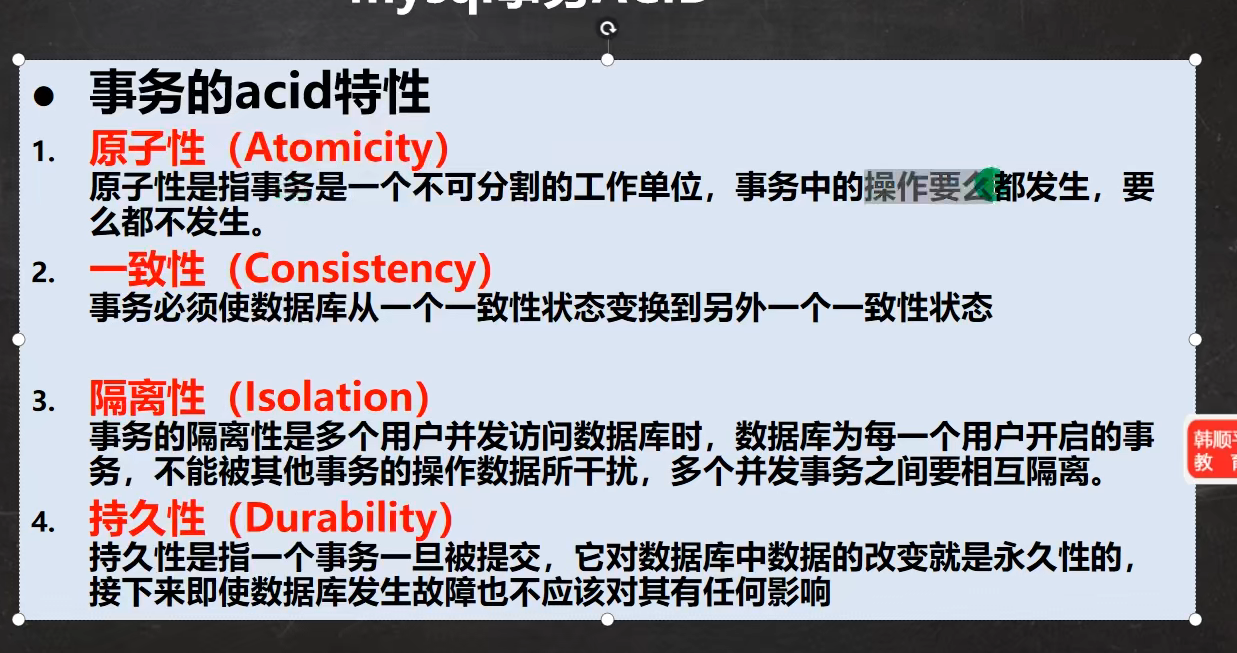 mysql事务ACID
● 事务的acid特性
1. 原子性（Atomicity）
原子性是指事务是一个不可分割的工作单位，事务中的操作要么都发生，要
么都不发生。
2. 一致性（Consistency）
事务必须使数据库从一个一致性状态变换到另外一个一致性状态
3. 隔离性（Isolation）
事务的隔离性是多个用户并发访问数据库时，数据库为每一个用户开启的事
务，不能被其他事务的操作数据所干扰，多个并发事务之间要相互隔离。
4. 持久性（Durability）
持久性是指一个事务一旦被提交，它对数据库中数据的改变就是永久性的，
接下来即使数据库发生故障也不应该对其有任何影响
韩顺平
教育